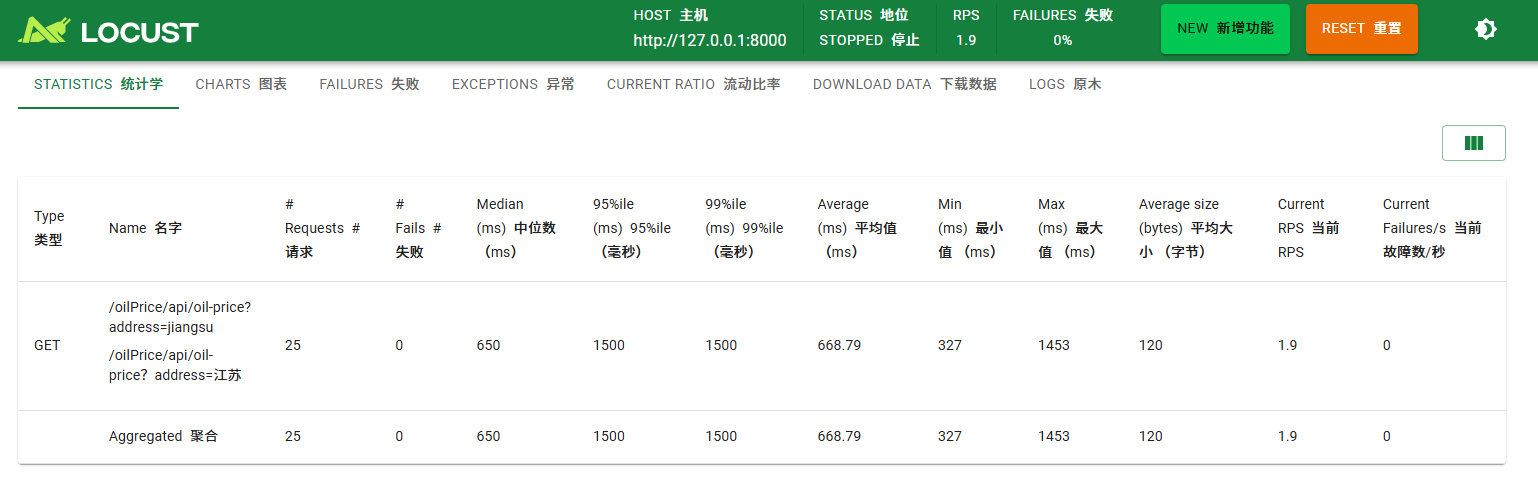 LOCUST
HOST 主机
http://127.0.0.1:8000
STATUS 地位
STOPPED 停止
RPS
1.9
FAILURES 失败
0%
NEW 新增功能
RESET 重置
STATISTICS 统计学
CHARTS 图表
FAILURES 失败
EXCEPTIONS 异常
CURRENT RATIO 流动比率
DOWNLOAD DATA 下载数据
LOGS 原木
Type
类型
Name 名字
#
Requests #
请求
#
Fails #
失败
Median
(ms) 中位数
（ms）
95%ile
(ms) 95%ile
（毫秒）
99%ile
(ms) 99%ile
（毫秒）
Average
(ms) 平均值
（ms）
Min
(ms) 最小
值 （ms）
Max
(ms) 最大
值 （ms）
Average size
(bytes) 平均大
小 （字节）
Current
RPS 当前
RPS
Current
Failures/s 当前
故障数/秒
GET
/oilPrice/api/oil-price?
address=jiangsu
/oilPrice/api/oil-
price？address=江苏
25
0
650
1500
1500
668.79
327
1453
120
1.9
0
Aggregated 聚合
25
0
650
1500
1500
668.79
327
1453
120
1.9
0